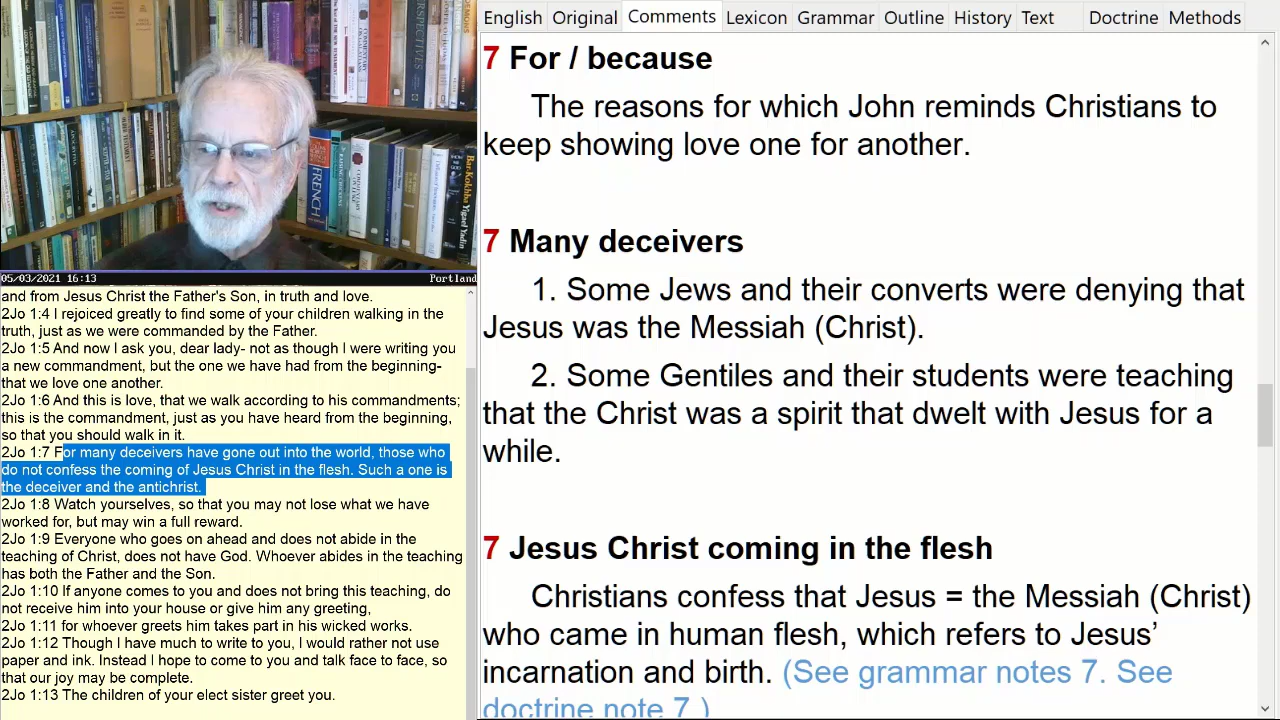 English Original Comments Lexicon Grammar Outline History Text Doctrine Methods
PERSPECTIVES
APOCRYPHA
FRENCH
Bar-Kokhba Yigael Yadin
05/03/2021 16:13 Portland
and from Jesus Christ the Father's Son, in truth and love.
2Jo 1:4 I rejoiced greatly to find some of your children walking in the
truth, just as we were commanded by the Father.
2Jo 1:5 And now I ask you, dear lady- not as though I were writing you
a new commandment, but the one we have had from the beginning-
that we love one another.
2Jo 1:6 And this is love, that we walk according to his commandments;
this is the commandment, just as you have heard from the beginning,
so that you should walk in it.
2Jo 1:7 For many deceivers have gone out into the world, those who
do not confess the coming of Jesus Christ in the flesh. Such a one is
the deceiver and the antichrist.
2Jo 1:8 Watch yourselves, so that you may not lose what we have
worked for, but may win a full reward.
2Jo 1:9 Everyone who goes on ahead and does not abide in the
teaching of Christ, does not have God. Whoever abides in the teaching
has both the Father and the Son.
2Jo 1:10 If anyone comes to you and does not bring this teaching, do
not receive him into your house or give him any greeting,
2Jo 1:11 for whoever greets him takes part in his wicked works.
2Jo 1:12 Though I have much to write to you, I would rather not use
paper and ink. Instead I hope to come to you and talk face to face, so
that our joy may be complete.
2Jo 1:13 The children of your elect sister greet you.
7 For / because
The reasons for which John reminds Christians to
keep showing love one for another.
7 Many deceivers
1. Some Jews and their converts were denying that
Jesus was the Messiah (Christ).
2. Some Gentiles and their students were teaching
that the Christ was a spirit that dwelt with Jesus for a
while.
7 Jesus Christ coming in the flesh
Christians confess that Jesus = the Messiah (Christ)
who came in human flesh, which refers to Jesus’
incarnation and birth. (See grammar notes 7. See
doctrine note 7 )